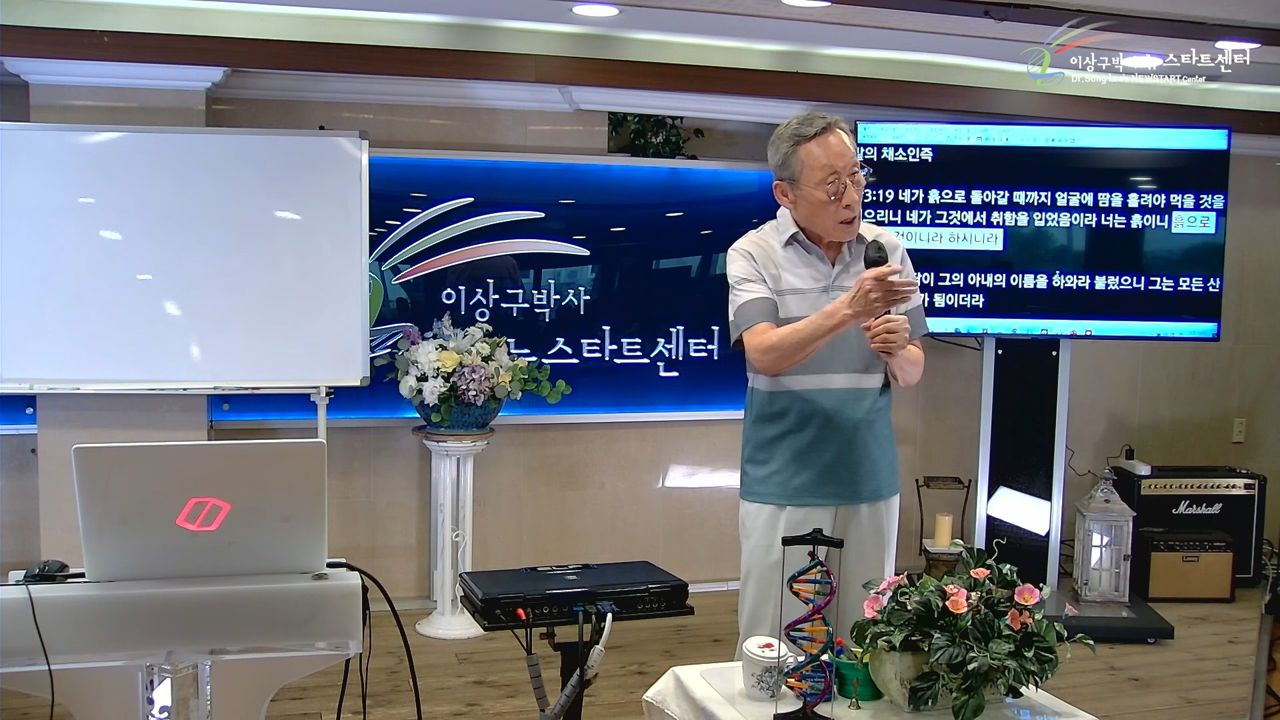 이상구박사 뉴스타트센터
Dr. Sang Lee's NEWSTART Center
의 채소인즉
3:19 네가 흙으로 돌아갈 때까지 얼굴에 땀을 흘려야 먹을 것을
으리니 네가 그것에서 취함을 입었음이라 너는 흙이니 흙으로
것이니라 하시니라
이 그의 아내의 이름을 하와라 불렀으니 그는 모든 산
가 됨이더라
이상구박사
뉴스타트센터
Marshall
Laney